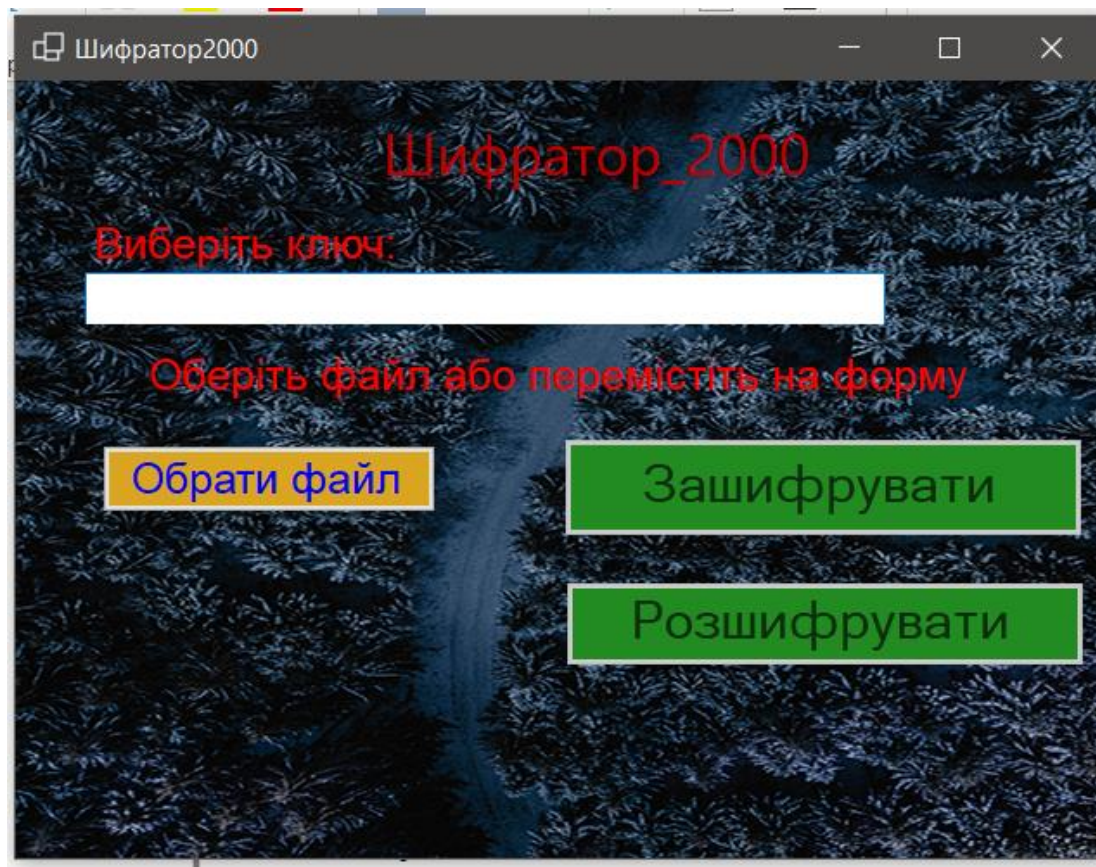 Шифратор2000
Шифратор_2000
Виберіть ключ:
Оберіть файл або перемістіть на форму
Обрати файл
Зашифрувати
Розшифрувати